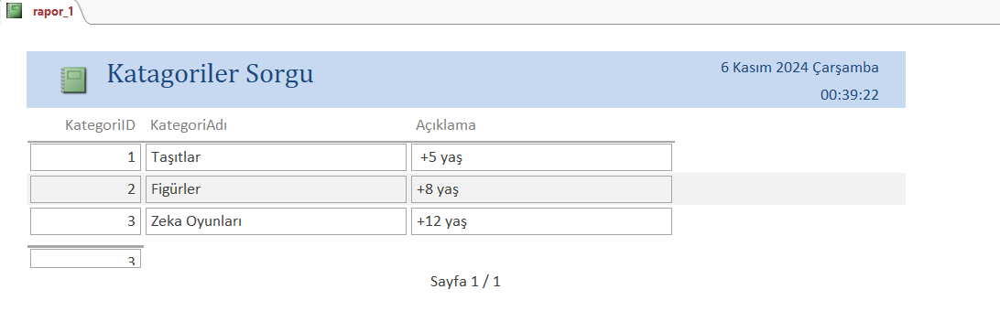 rapor_1
Katagoriler Sorgu
6 Kasım 2024 Çarşamba
00:39:22
KategoriID KategoriAdı Açıklama
1 Taşıtlar +5 yaş
2 Figürler +8 yaş
3 Zeka Oyunları +12 yaş
3
Sayfa 1 / 1